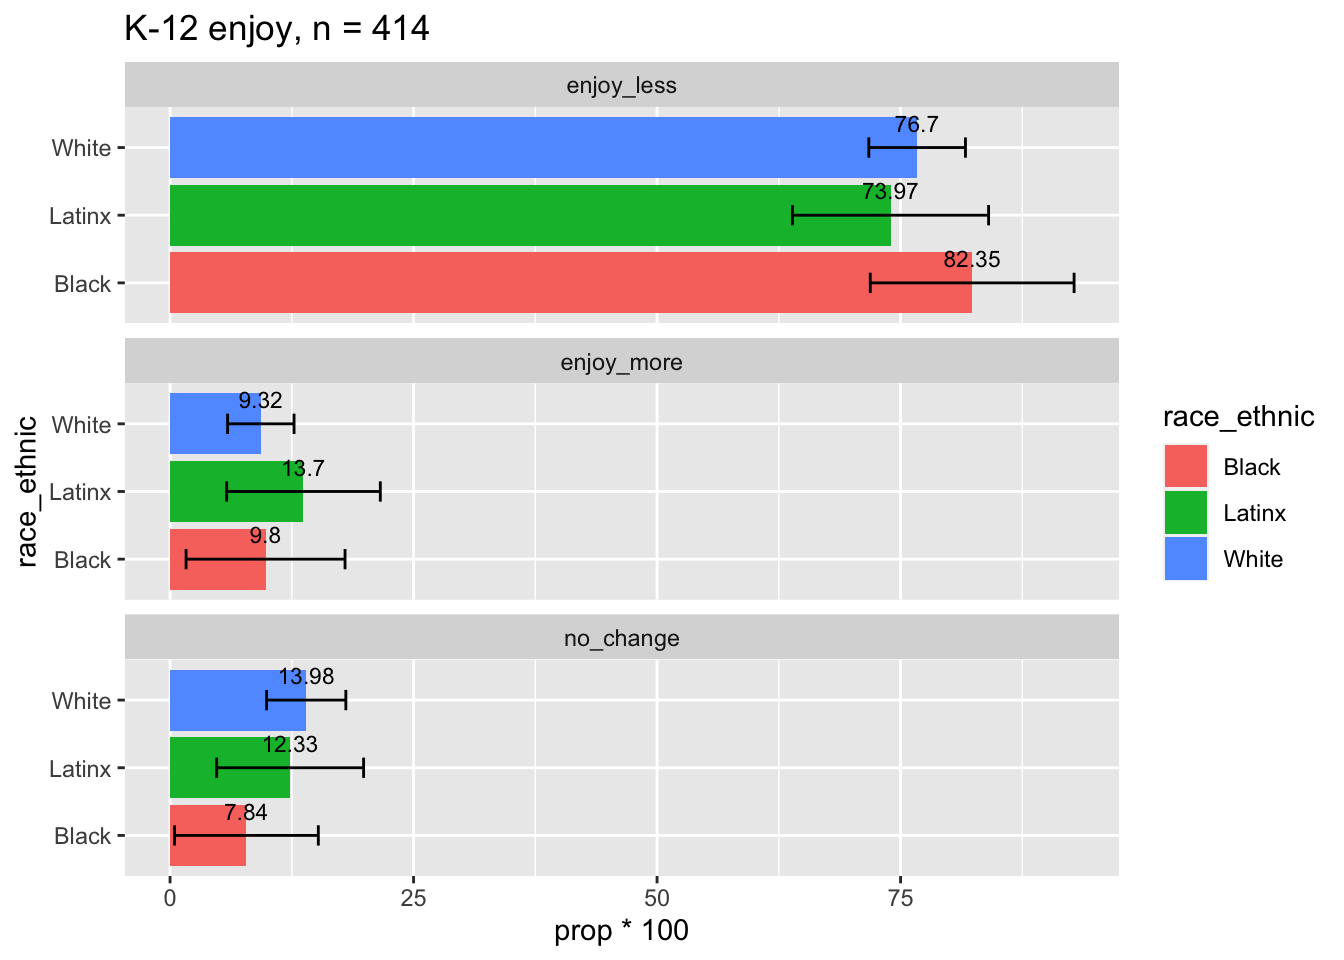 K-12 enjoy, n = 414
enjoy_less
White
76.7
Latinx
73.97
Black
82.35
enjoy_more
White
9.32
Latinx
13.7
Black
9.8
no_change
White
13.98
Latinx
12.33
Black
7.84
0 25 50 75
prop * 100
race_ethnic
race_ethnic
Black
Latinx
White